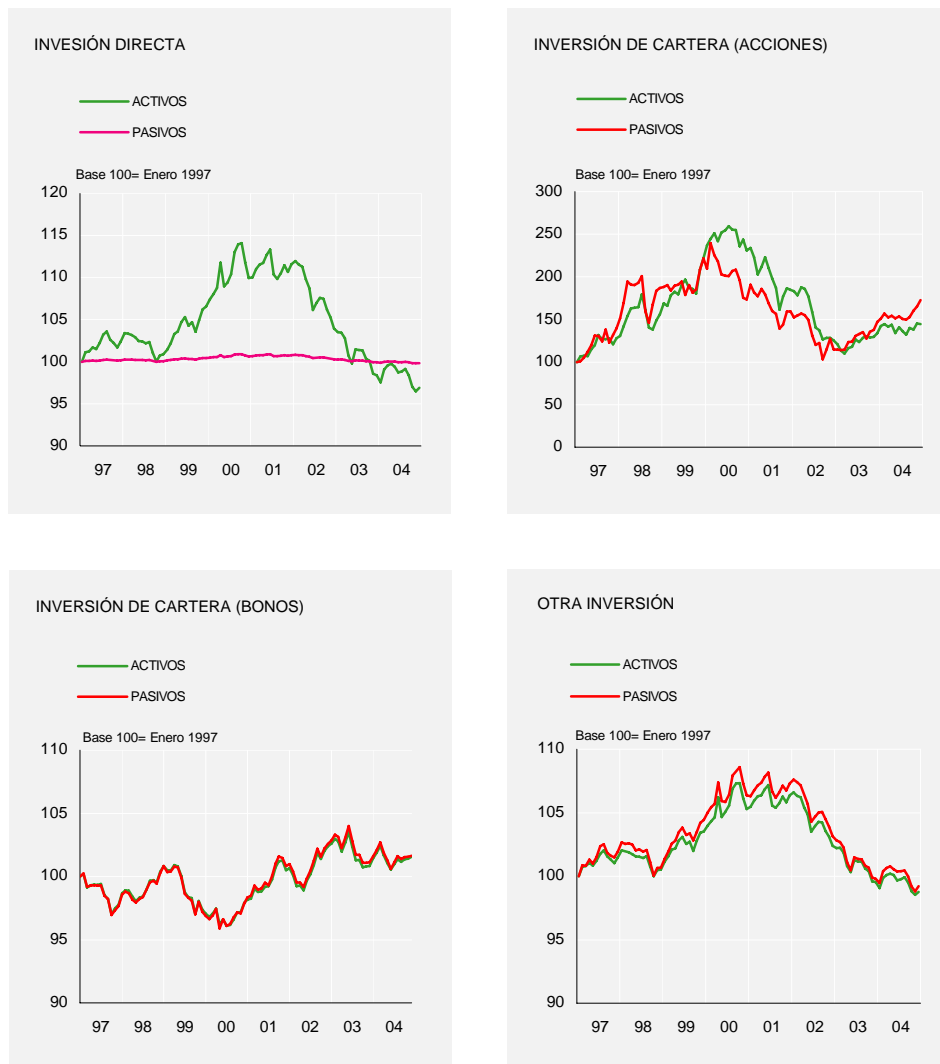 INVESIÓN DIRECTA
ACTIVOS
PASIVOS
Base 100= Enero 1997
120
115
110
105
100
95
90
97 98 99 00 01 02 03 04
INVERSIÓN DE CARTERA (ACCIONES)
ACTIVOS
PASIVOS
Base 100= Enero 1997
300
250
200
150
100
50
0
97 98 99 00 01 02 03 04
INVERSIÓN DE CARTERA (BONOS)
ACTIVOS
PASIVOS
Base 100= Enero 1997
110
105
100
95
90
97 98 99 00 01 02 03 04
OTRA INVERSIÓN
ACTIVOS
PASIVOS
Base 100= Enero 1997
110
105
100
95
90
97 98 99 00 01 02 03 04